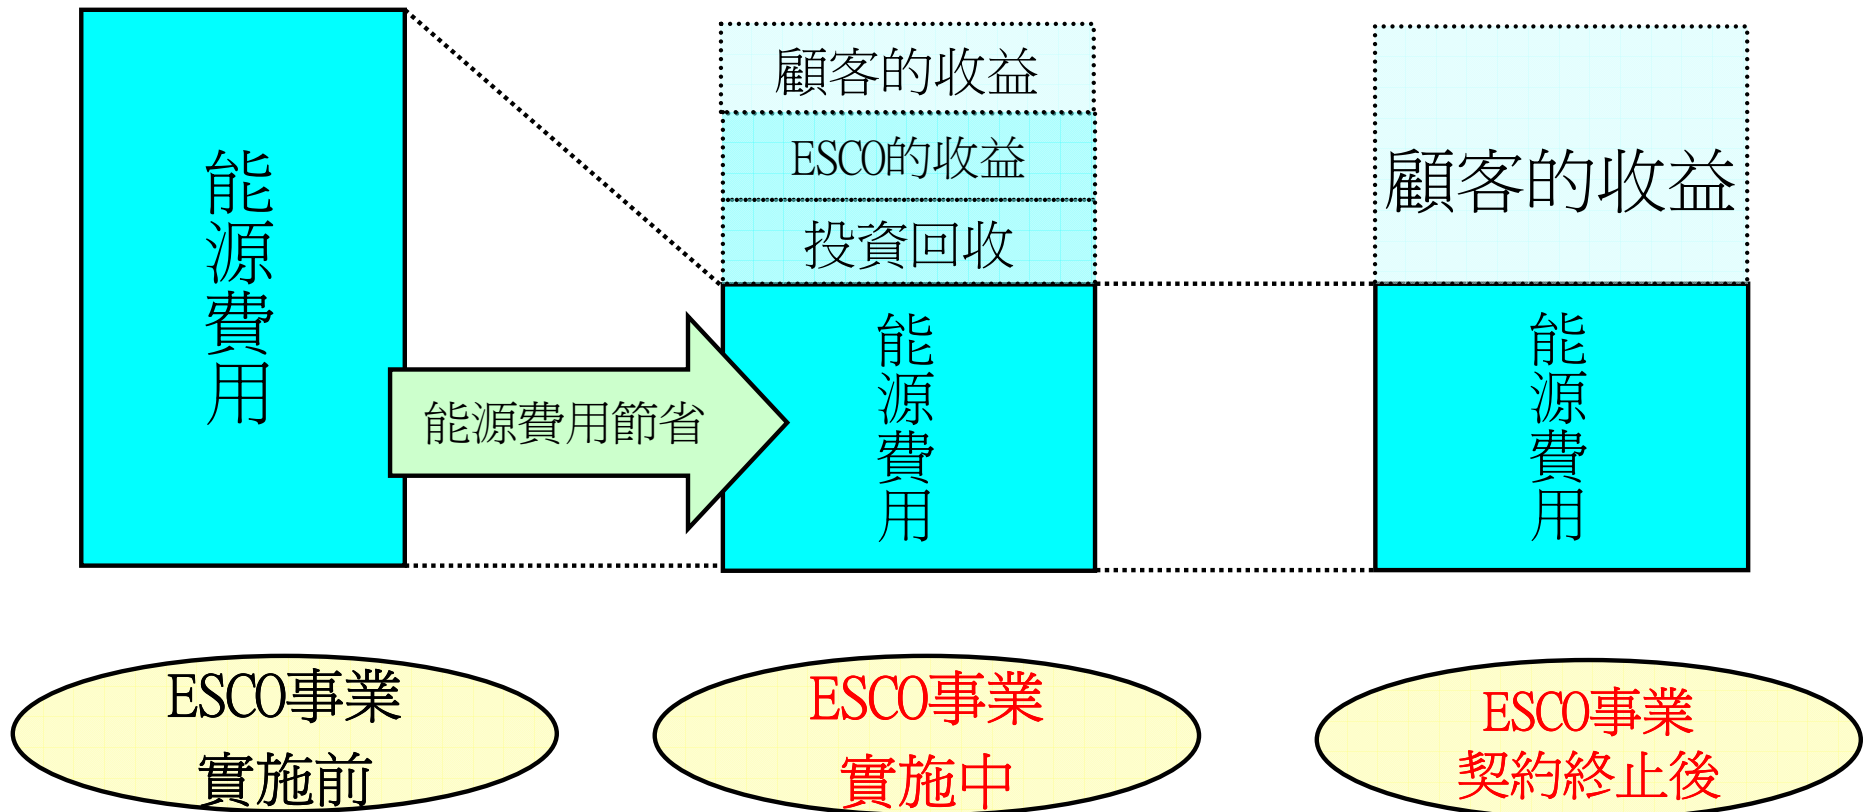 能源費用
能源費用節省
顧客的收益
ESCO的收益
投資回收
能源費用
顧客的收益
能源費用
ESCO事業
實施前
ESCO事業
實施中
ESCO事業
契約終止後